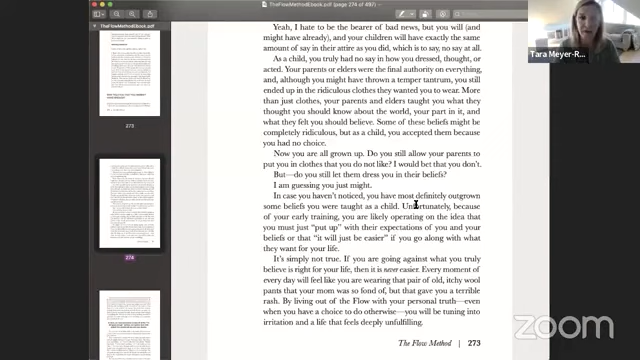 TheFlowMethodEbook.pdf
TheFlowMethodEbook.pdf (page 274 of 497)
Tara Meyer-R...
273
274
Yeah, I hate to be the bearer of bad news, but you will (and
might have already), and your children will have exactly the same
amount of say in their attire as you did, which is to say, no say at all.
As a child, you truly had no say in how you dressed, thought, or
acted. Your parents or elders were the final authority on everything,
and, although you might have thrown a temper tantrum, you still
ended up in the ridiculous clothes they wanted you to wear. More
than just clothes, your parents and elders taught you what they
thought you should know about the world, your part in it, and
what they felt you should believe. Some of these beliefs might be
completely ridiculous, but as a child, you accepted them because
you had no choice.
Now you are all grown up. Do you still allow your parents to
put you in clothes that you do not like? I would bet that you don't.
But—do you still let them dress you in their beliefs?
I am guessing you just might.
In case you haven't noticed, you have most definitely outgrown
some beliefs you were taught as a child. Unfortunately, because
of your early training, you are likely operating on the idea that
you must just "put up" with their expectations of you and your
beliefs or that "it will just be easier" if you go along with what
they want for your life.
It's simply not true. If you are going against what you truly
believe is right for your life, then it is never easier. Every moment of
every day will feel like you are wearing that pair of old, itchy wool
pants that your mom was so fond of, but that gave you a terrible
rash. By living out of the Flow with your personal truth—even
when you have a choice to do otherwise—you will be tuning into
irritation and a life that feels deeply unfulfilling.
The Flow Method | 273
zoom